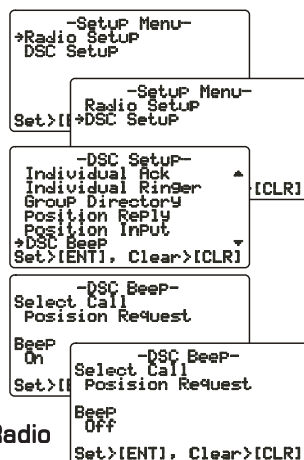 -Setup Menu-
→Radio Setup
DSC Setup
Set>[E
-Setup Menu-
Radio Setup
→DSC Setup
[CLR]
-DSC Setup-
Individual Ack ▲
Individual Ringer
Group Directory
Position Reply
Position Input
→DSC Beep ▼
Set>[ENT], Clear>[CLR]
-DSC Beep-
Select Call
Posision Request
Beep
On
Set>[E
-DSC Beep-
Select Call
Posision Request
Beep
Off
Set>[ENT], Clear>[CLR]
Radio